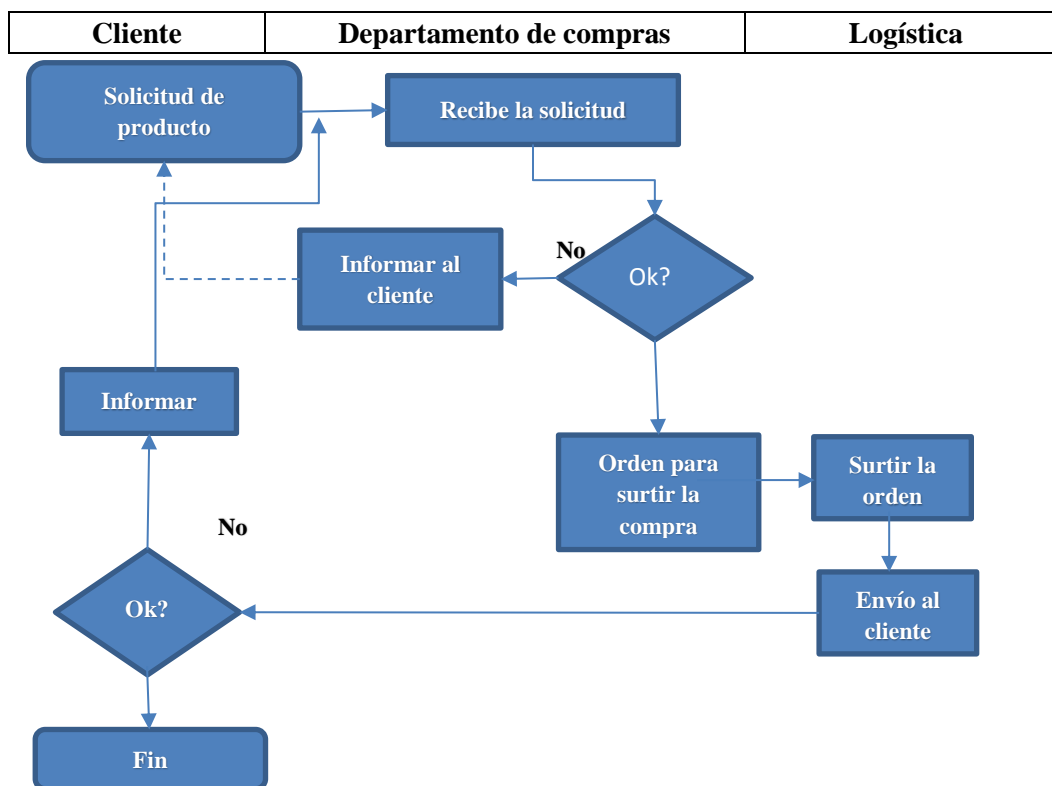 Cliente
Departamento de compras
Logística
Solicitud de
producto
Recibe la solicitud
No
Ok?
Informar al
cliente
Informar
Orden para
surtir la
compra
Surtir la
orden
No
Ok?
Envío al
cliente
Fin